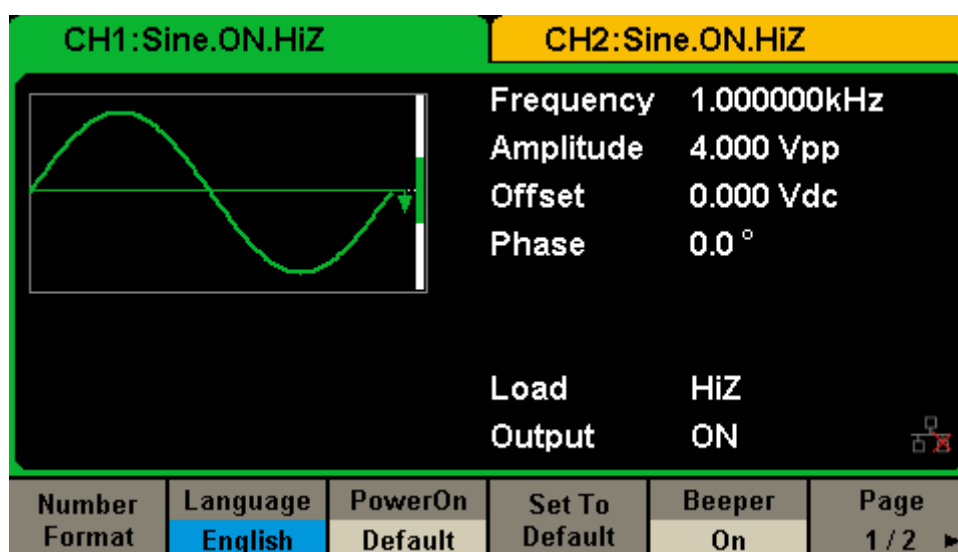 CH1:Sine.ON.HiZ CH2:Sine.ON.HiZ
Frequency 1.000000kHz
Amplitude 4.000 Vpp
Offset 0.000 Vdc
Phase 0.0 °
Load HiZ
Output ON
Number Format Language English PowerOn Default Set To Default Beeper On Page 1/2 ►